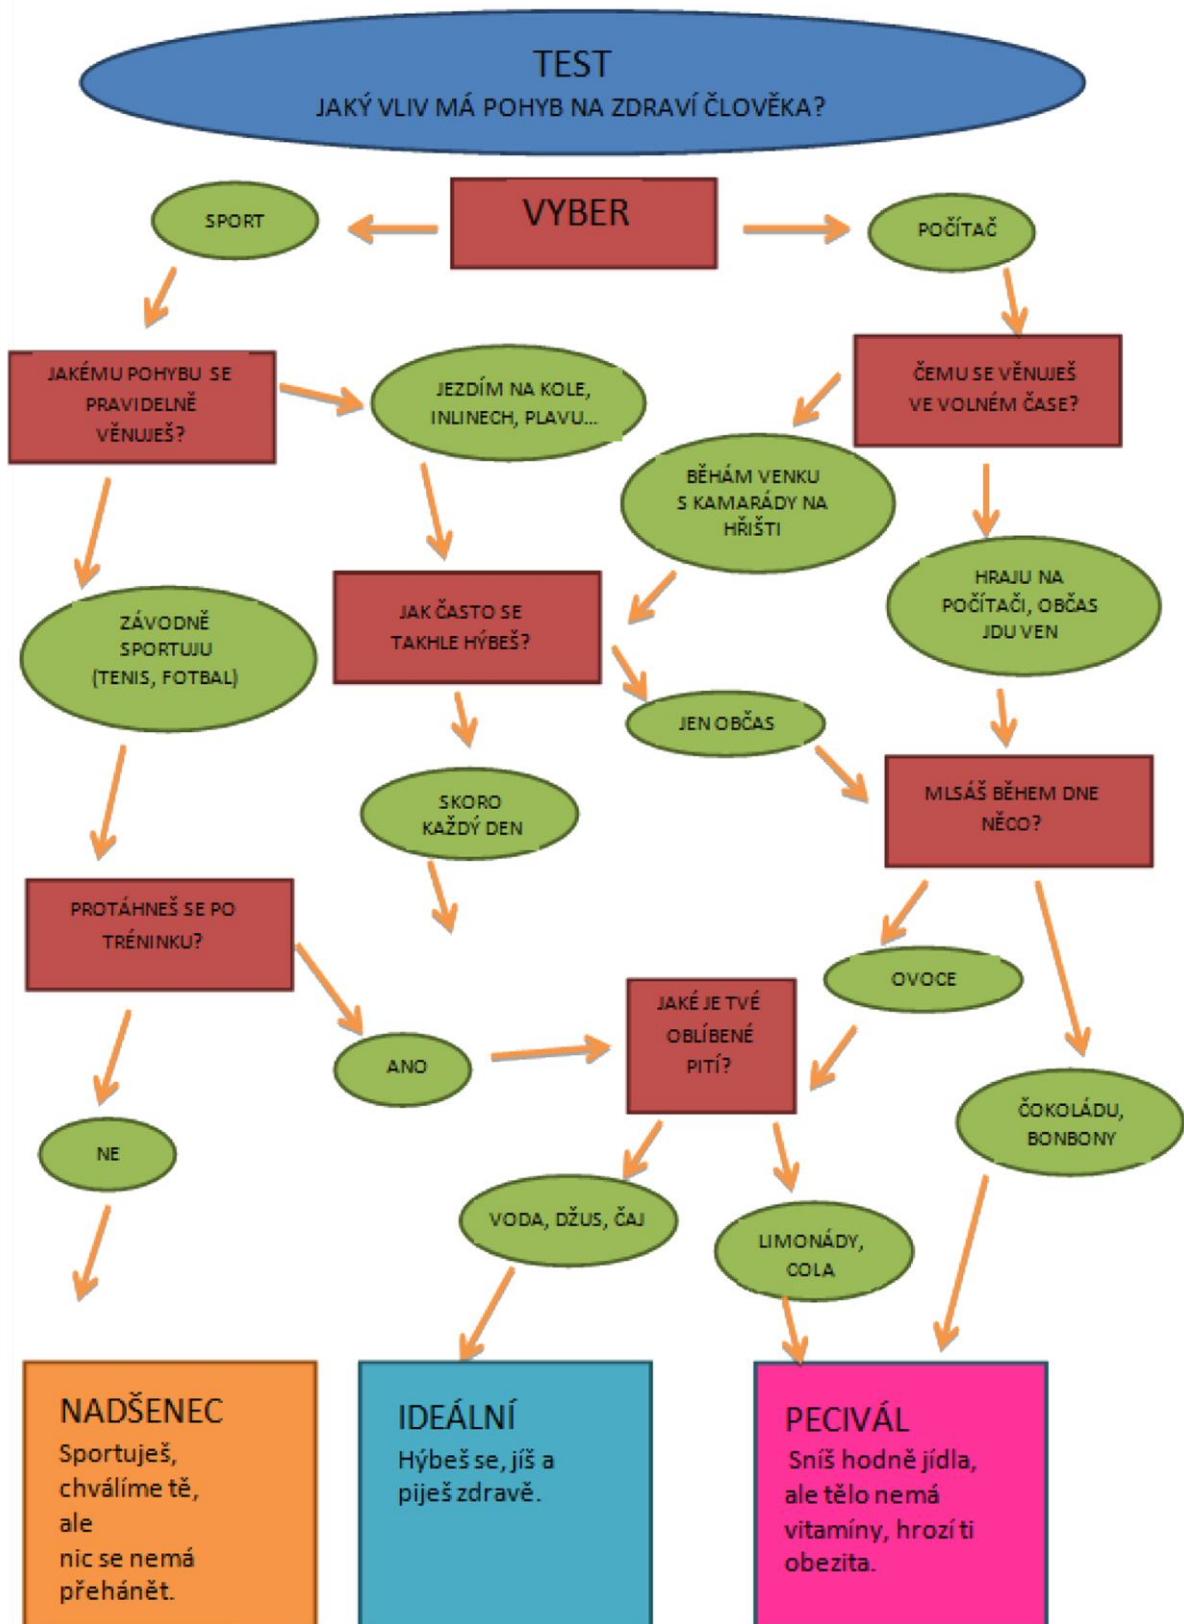 TEST
JAKÝ VLIV MÁ POHYB NA ZDRAVÍ ČLOVĚKA?
SPORT
VYBER
POČÍTAČ
JAKÉMU POHYBU SE
PRAVIDELNĚ
VĚNUJEŠ?
JEZDÍM NA KOLE,
INLINECH, PLAVU...
ČEMU SE VĚNUJEŠ
VE VOLNÉM ČASE?
BĚHÁM VENKU
S KAMARÁDY NA
HŘIŠTI
ZÁVODNĚ
SPORTUJU
(TENIS, FOTBAL)
JAK ČASTO SE
TAKHLE HÝBEŠ?
HRAJU NA
POČÍTAČI, OBČAS
JDU VEN
JEN OBČAS
SKORO
KAŽDÝ DEN
MLSÁŠ BĚHEM DNE
NĚCO?
PROTÁHNEŠ SE PO
TRÉNINKU?
ANO
JAKÉ JE TVÉ
OBLÍBENÉ
PITÍ?
OVOCE
NE
ČOKOLÁDU,
BONBONY
VODA, DŽUS, ČAJ
LIMONÁDY,
COLA
NADŠENEC
Sportuješ,
chválíme tě,
ale
nic se nemá
přehánět.
IDEÁLNÍ
Hýbeš se, jíš a
piješ zdravě.
PECIVÁL
Sníš hodně jídla,
ale tělo nemá
vitamíny, hrozí ti
obezita.